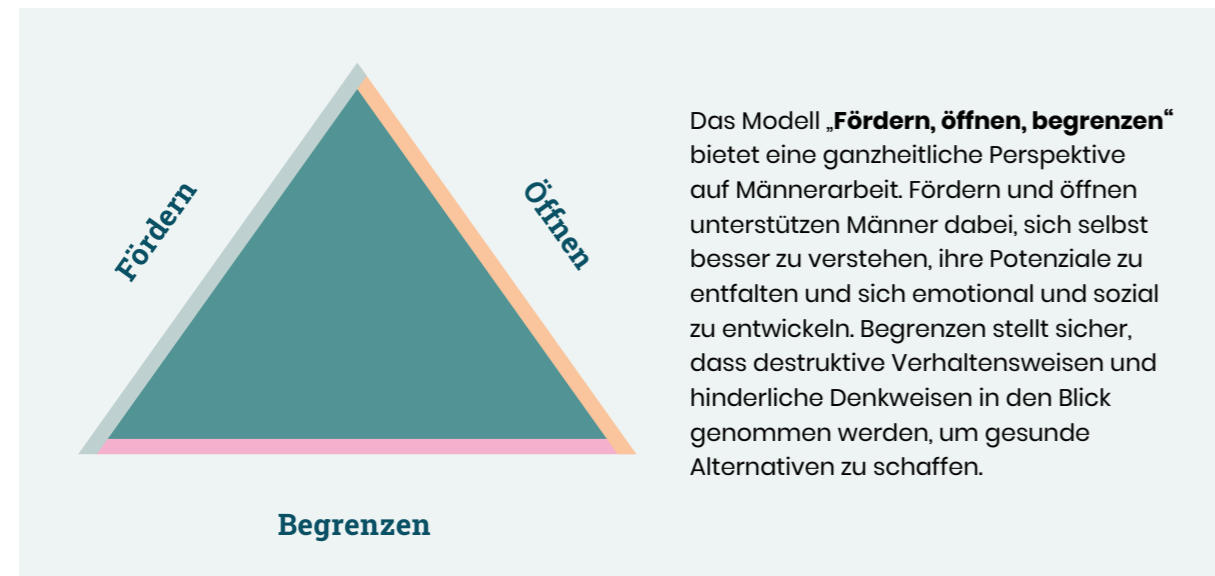 Fördern
Öffnen
Begrenzen
Das Modell „Fördern, öffnen, begrenzen“
bietet eine ganzheitliche Perspektive
auf Männerarbeit. Fördern und öffnen
unterstützen Männer dabei, sich selbst
besser zu verstehen, ihre Potenziale zu
entfalten und sich emotional und sozial
zu entwickeln. Begrenzen stellt sicher,
dass destruktive Verhaltensweisen und
hinderliche Denkweisen in den Blick
genommen werden, um gesunde
Alternativen zu schaffen.